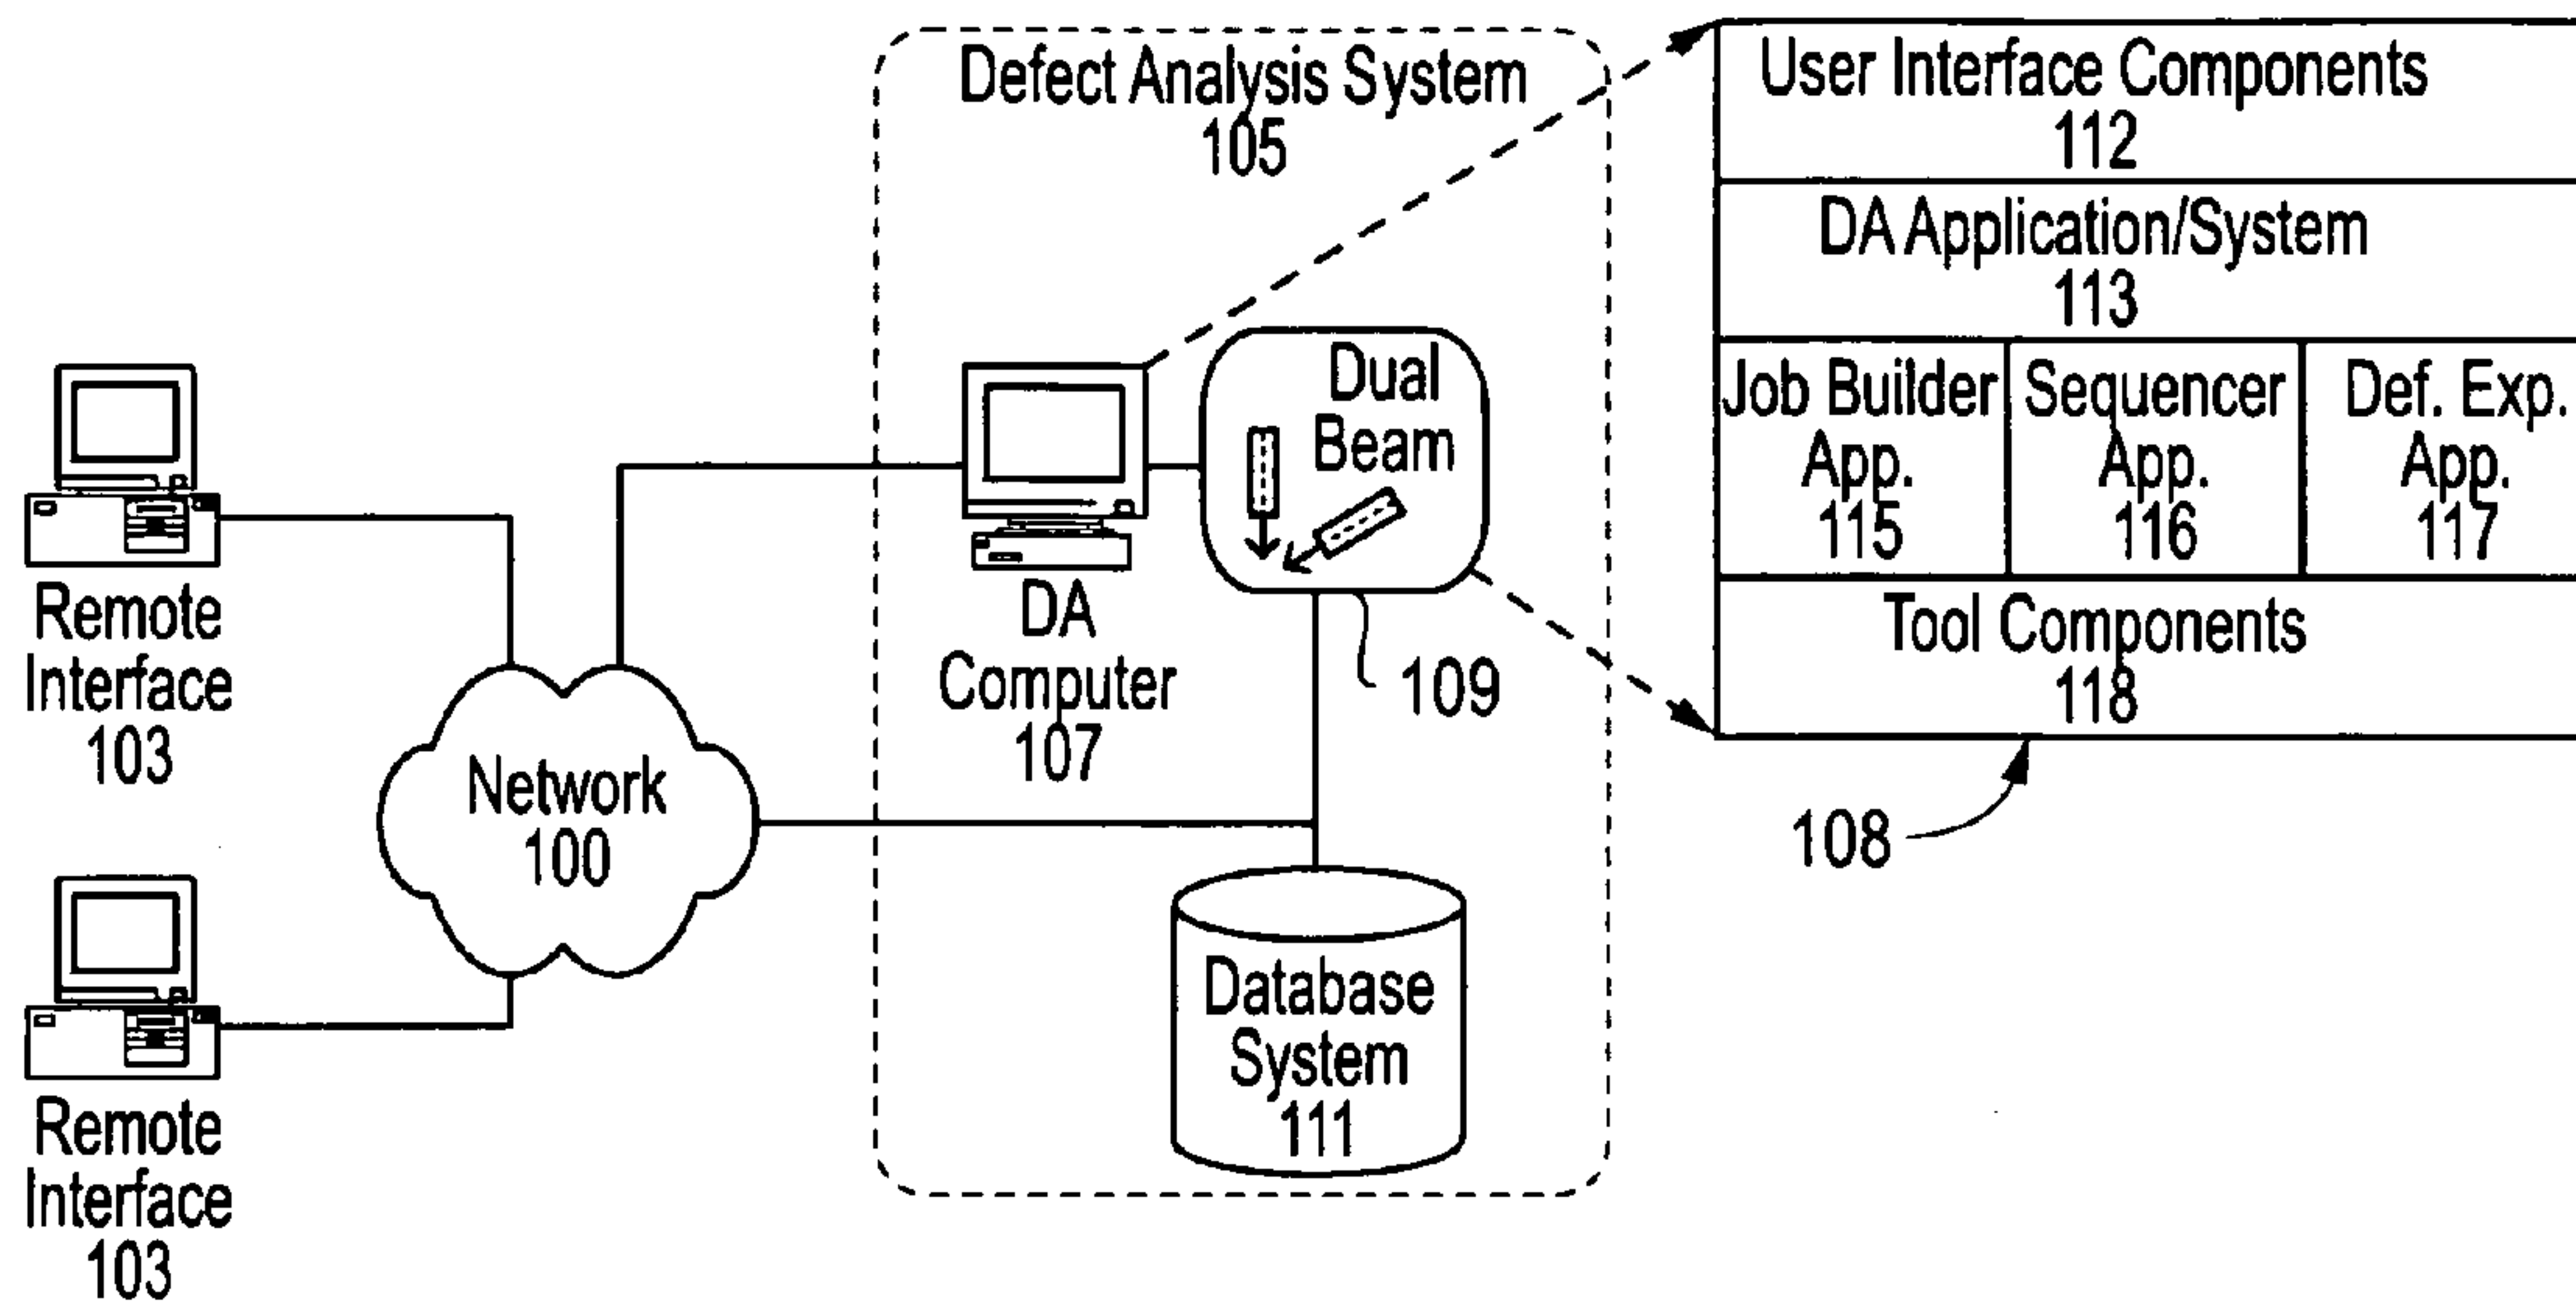 Defect Analysis System
105
User Interface Components
112
DA Application/System
113
Job Builder
App.
115
Sequencer
App.
116
Def. Exp.
App.
117
Tool Components
118
108
Dual
Beam
109
DA
Computer
107
Remote
Interface
103
Network
100
Database
System
111
Remote
Interface
103